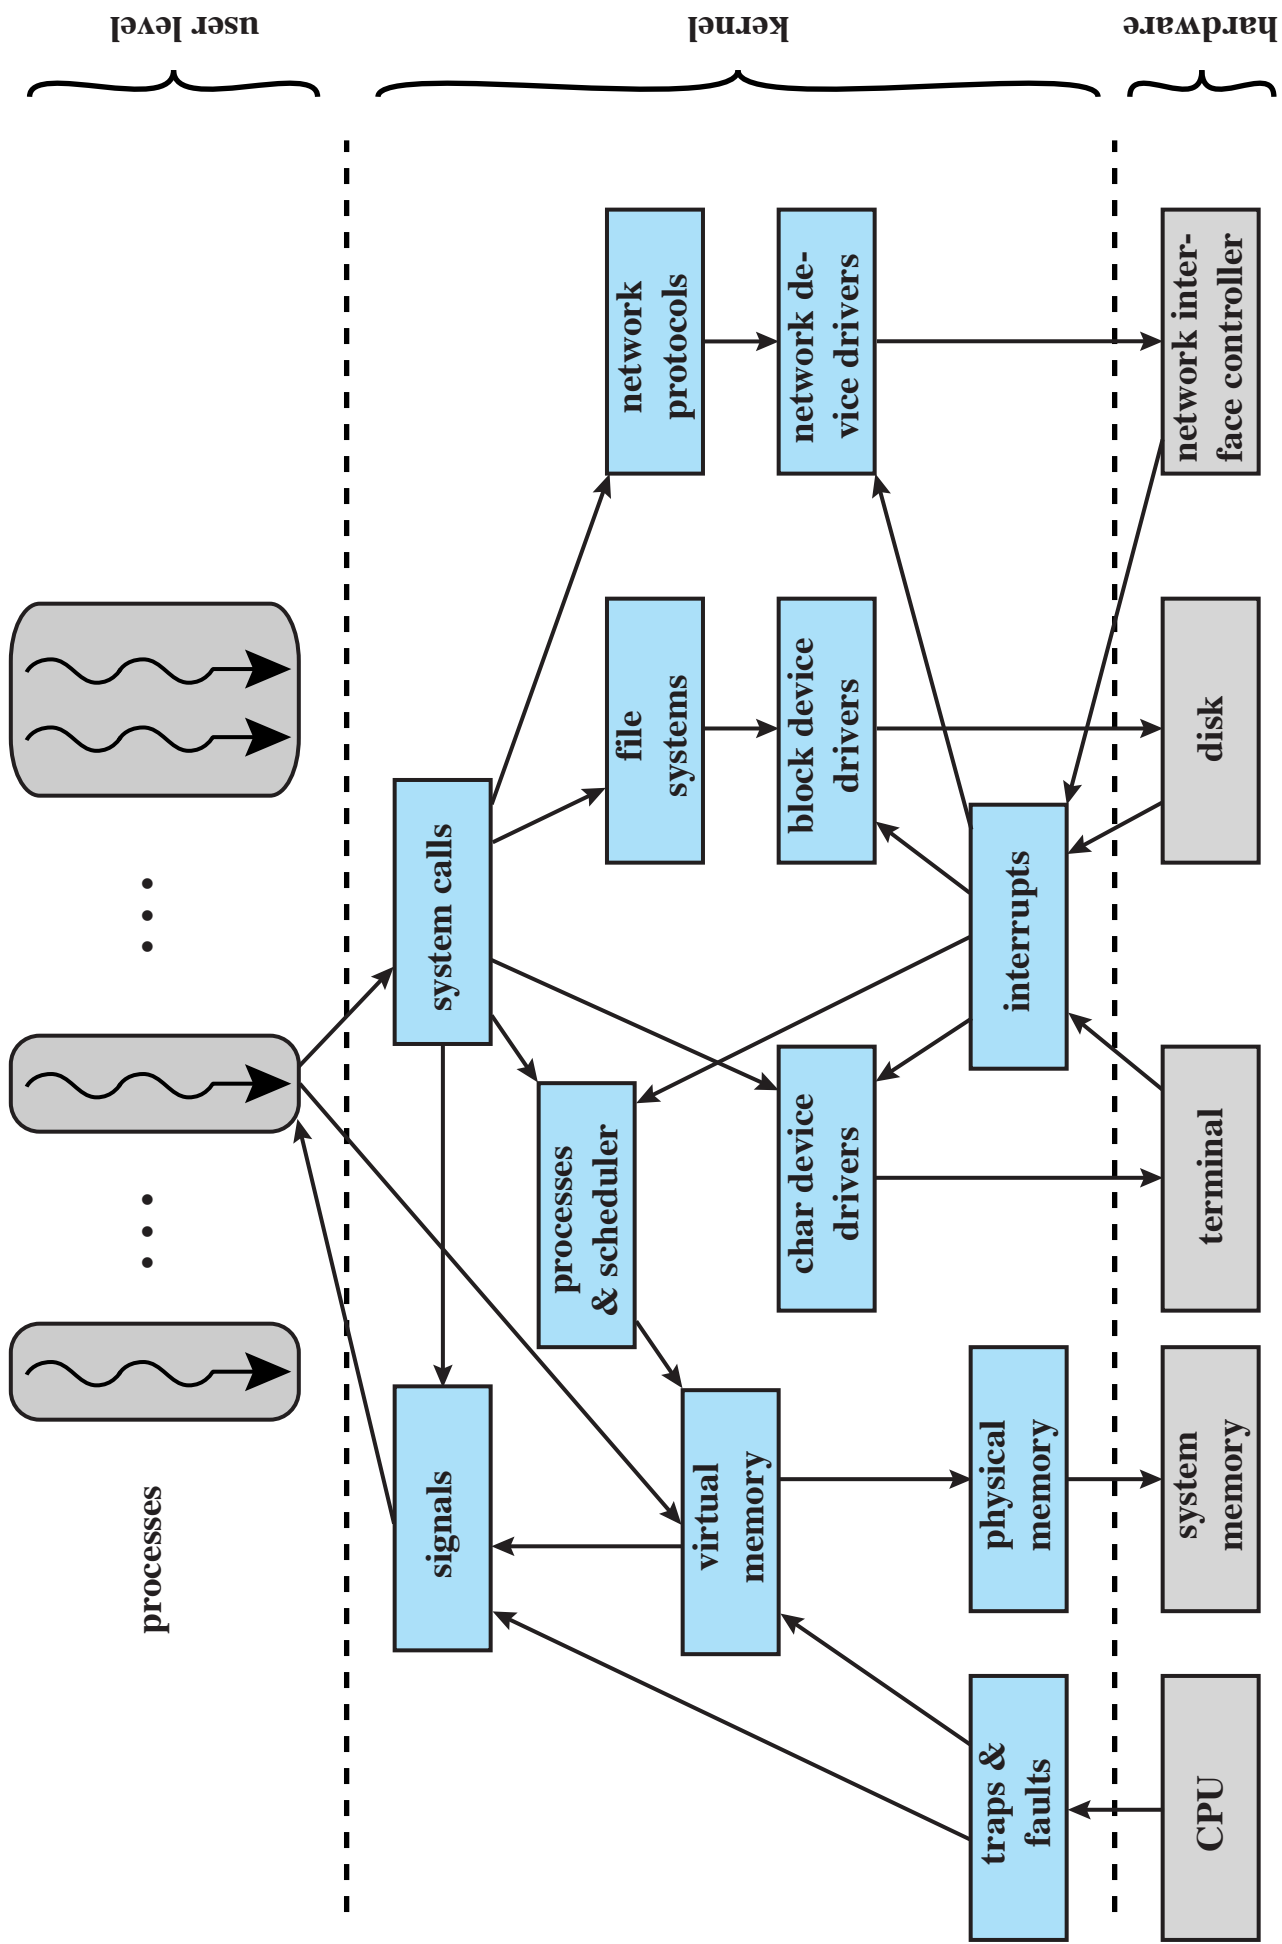 user level
kernel
hardware
processes
signals
system calls
processes
& scheduler
virtual
memory
char device
drivers
file
systems
block device
drivers
network
protocols
network de-
vice drivers
traps &
faults
physical
memory
interrupts
CPU
system
memory
terminal
disk
network inter-
face controller